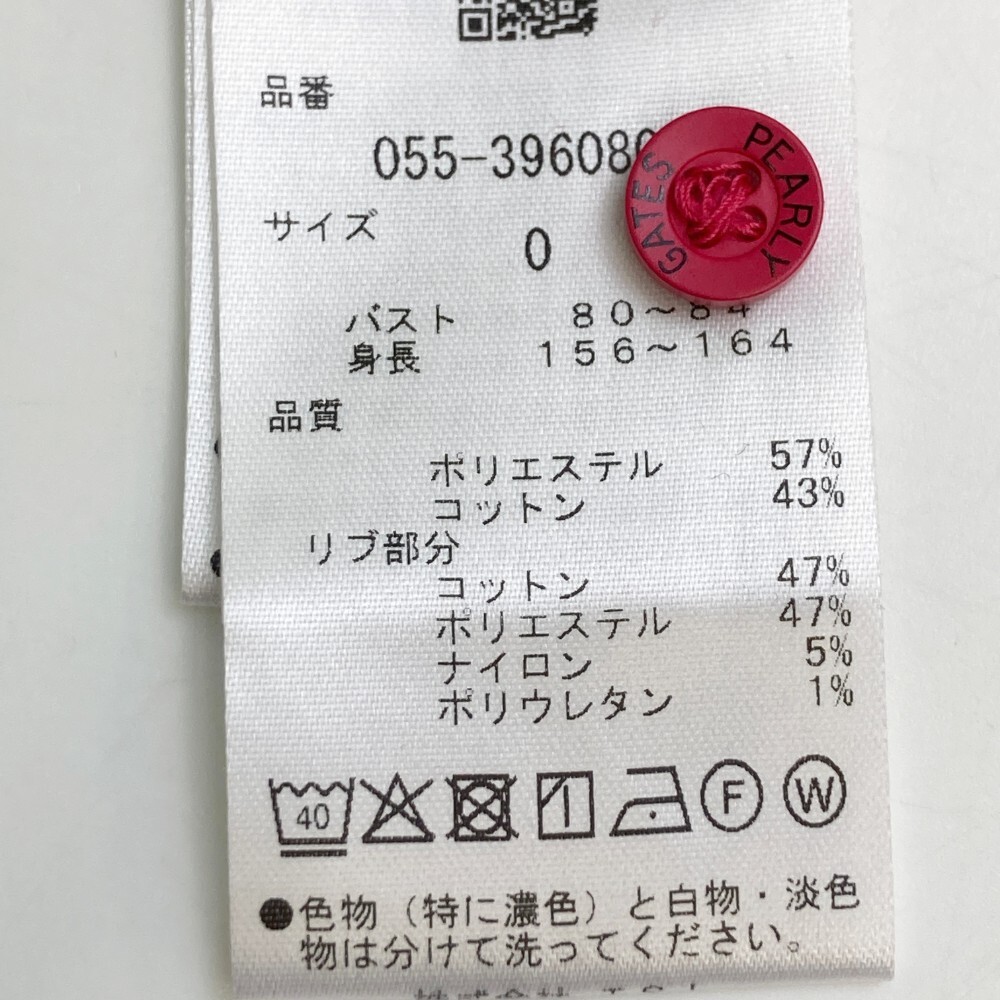 品番
055-39608
サイズ
0
PEARLY GATES
バスト 80～84
身長 156～164
品質
ポリエステル 57%
コットン 43%
リブ部分
コットン 47%
ポリエステル 47%
ナイロン 5%
ポリウレタン 1%
40
F
W
●色物（特に濃色）と白物・淡色
物は分けて洗ってください。